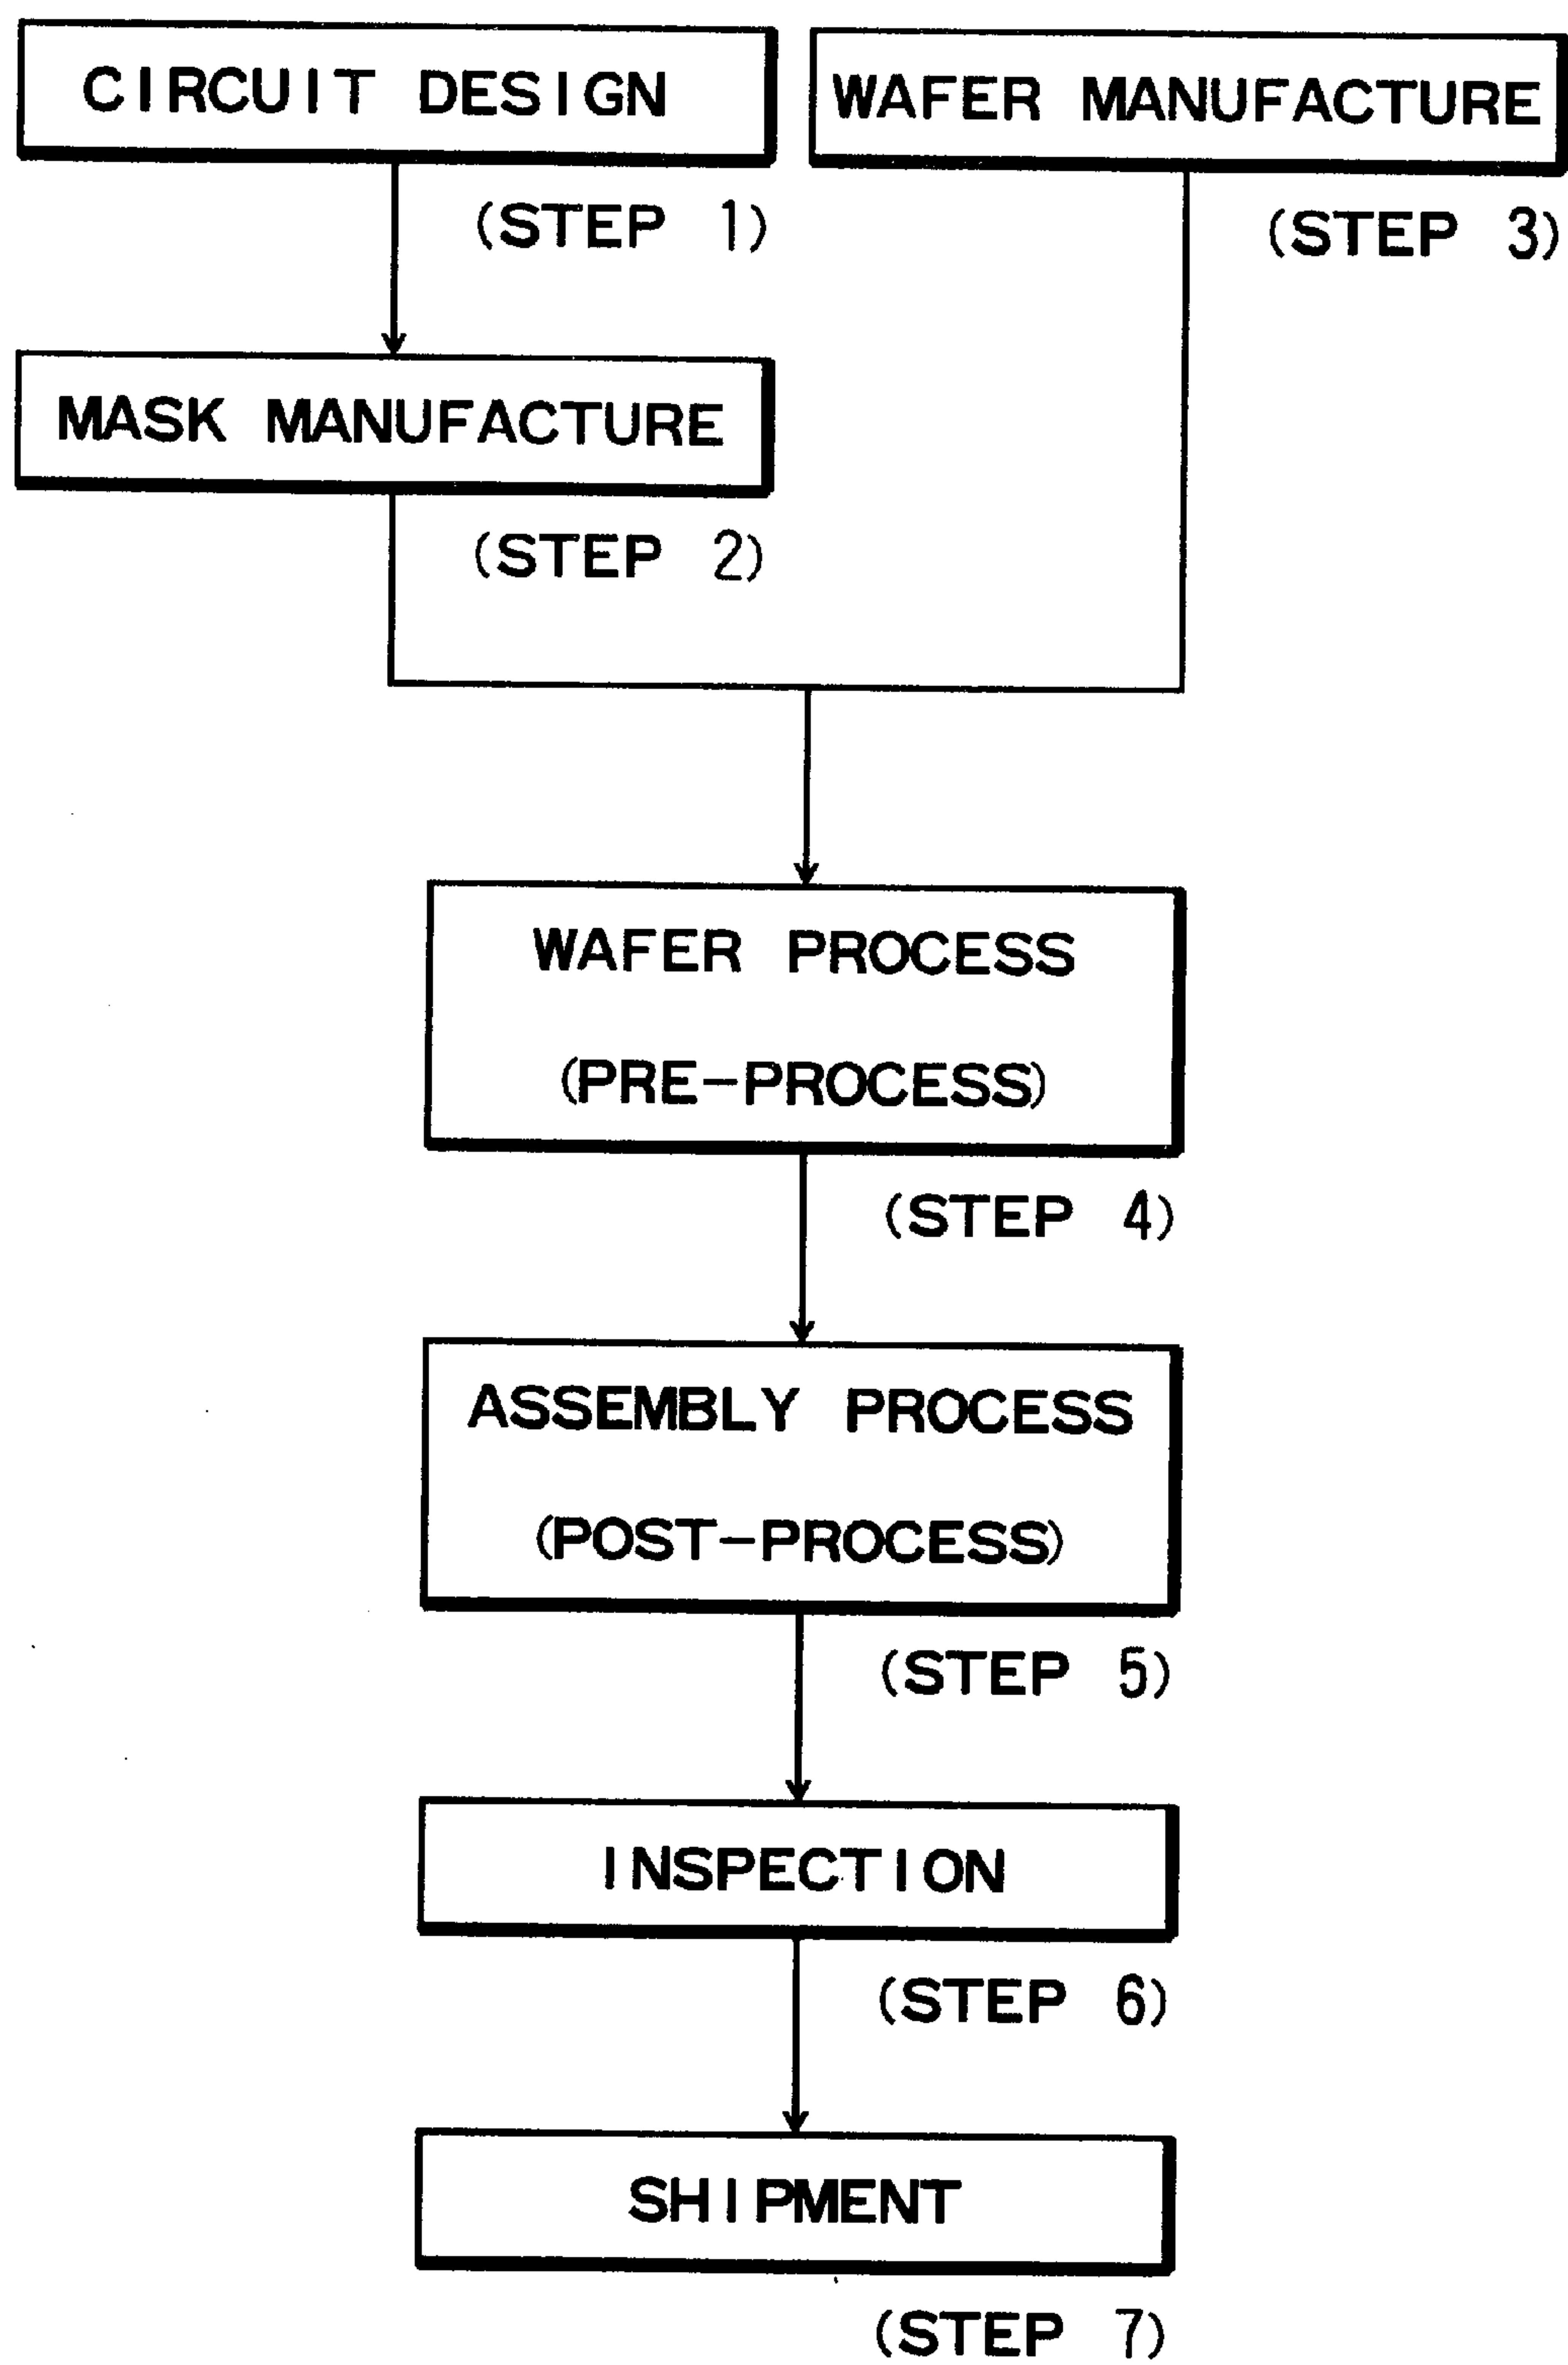 CIRCUIT DESIGN
(STEP 1)
MASK MANUFACTURE
(STEP 2)
WAFER MANUFACTURE
(STEP 3)
WAFER PROCESS
(PRE-PROCESS)
(STEP 4)
ASSEMBLY PROCESS
(POST-PROCESS)
(STEP 5)
INSPECTION
(STEP 6)
SHIPMENT
(STEP 7)